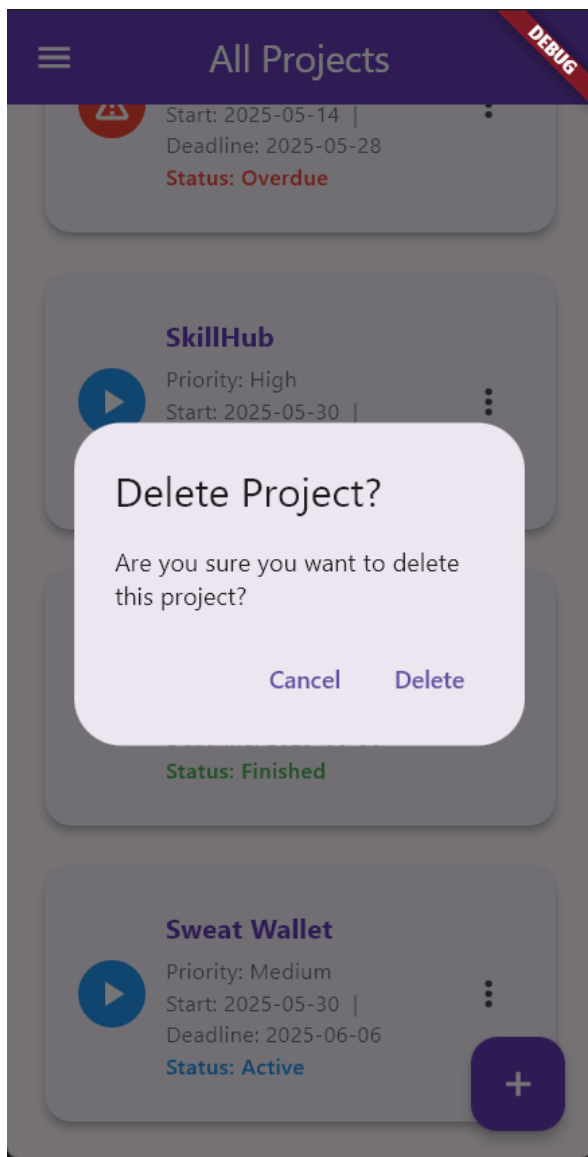 All Projects
DEBUG
Start: 2025-05-14 |
Deadline: 2025-05-28
Status: Overdue
SkillHub
Priority: High
Start: 2025-05-30 |
Delete Project?
Are you sure you want to delete
this project?
Cancel Delete
Status: Finished
Sweat Wallet
Priority: Medium
Start: 2025-05-30 |
Deadline: 2025-06-06
Status: Active